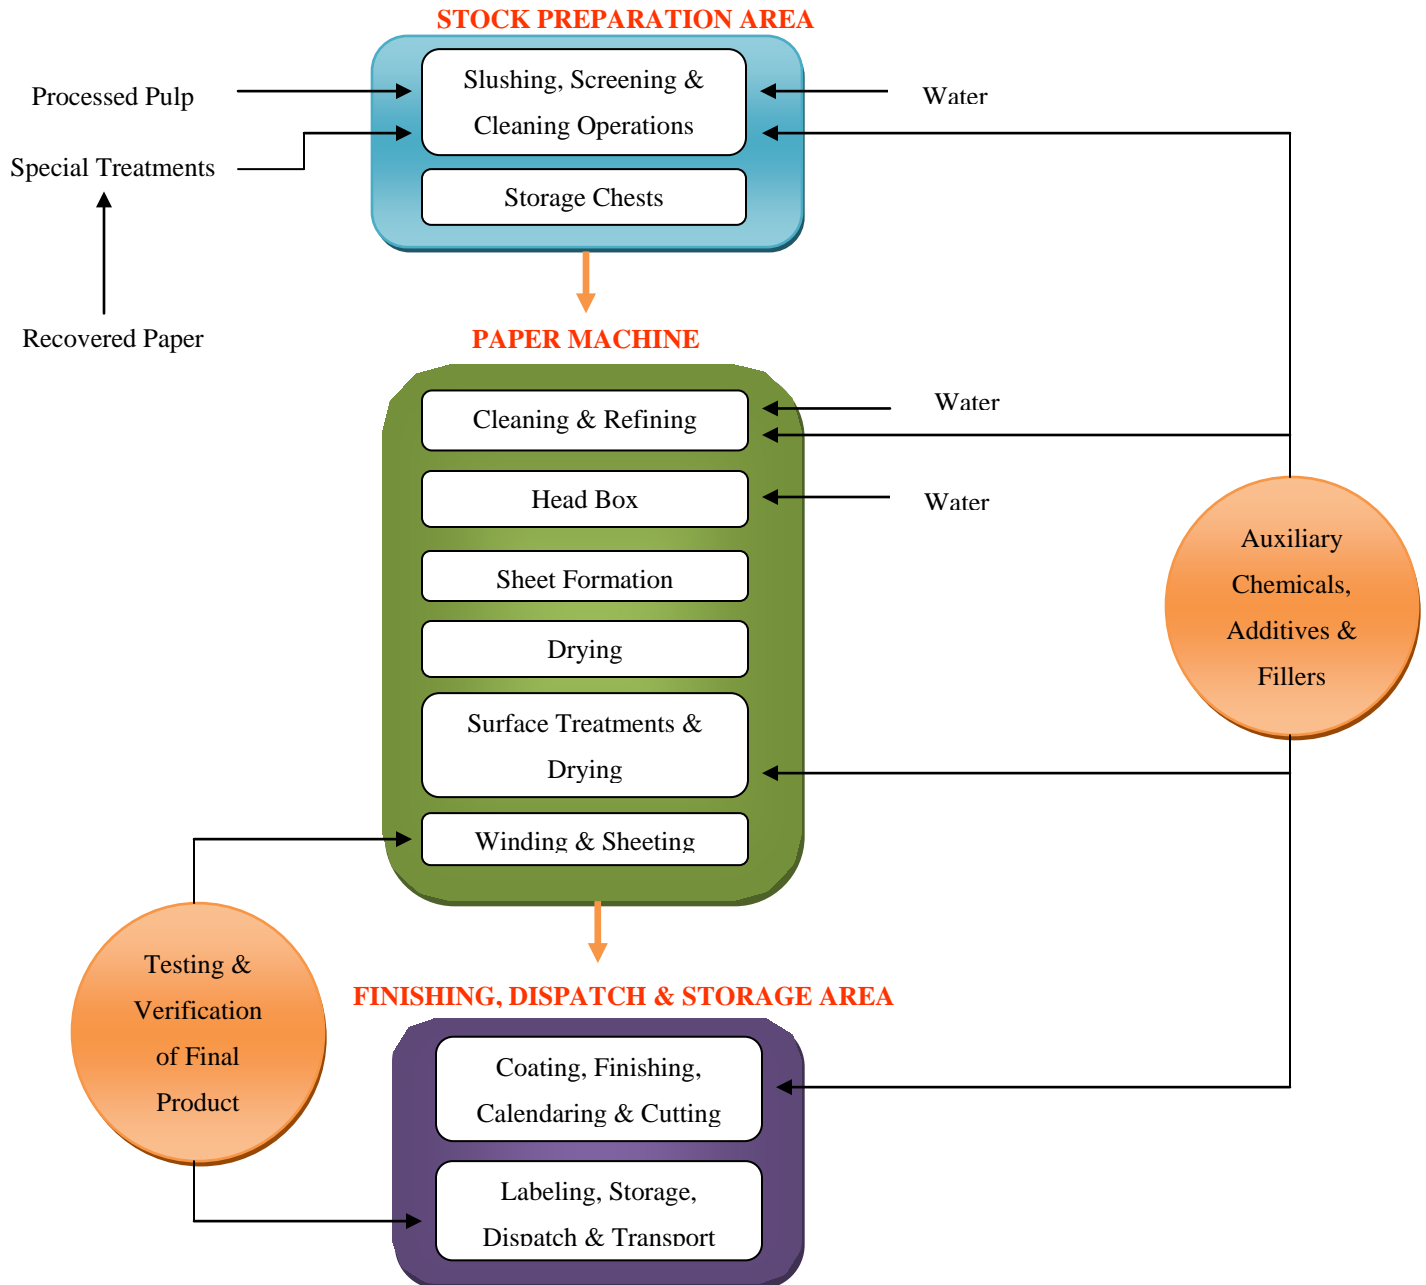 STOCK PREPARATION AREA
Slushing, Screening &
Cleaning Operations
Processed Pulp
Water
Special Treatments
Storage Chests
Recovered Paper
PAPER MACHINE
Cleaning & Refining
Water
Head Box
Water
Sheet Formation
Drying
Surface Treatments &
Drying
Winding & Sheeting
Auxiliary
Chemicals,
Additives &
Fillers
Testing &
Verification
of Final
Product
FINISHING, DISPATCH & STORAGE AREA
Coating, Finishing,
Calendaring & Cutting
Labeling, Storage,
Dispatch & Transport